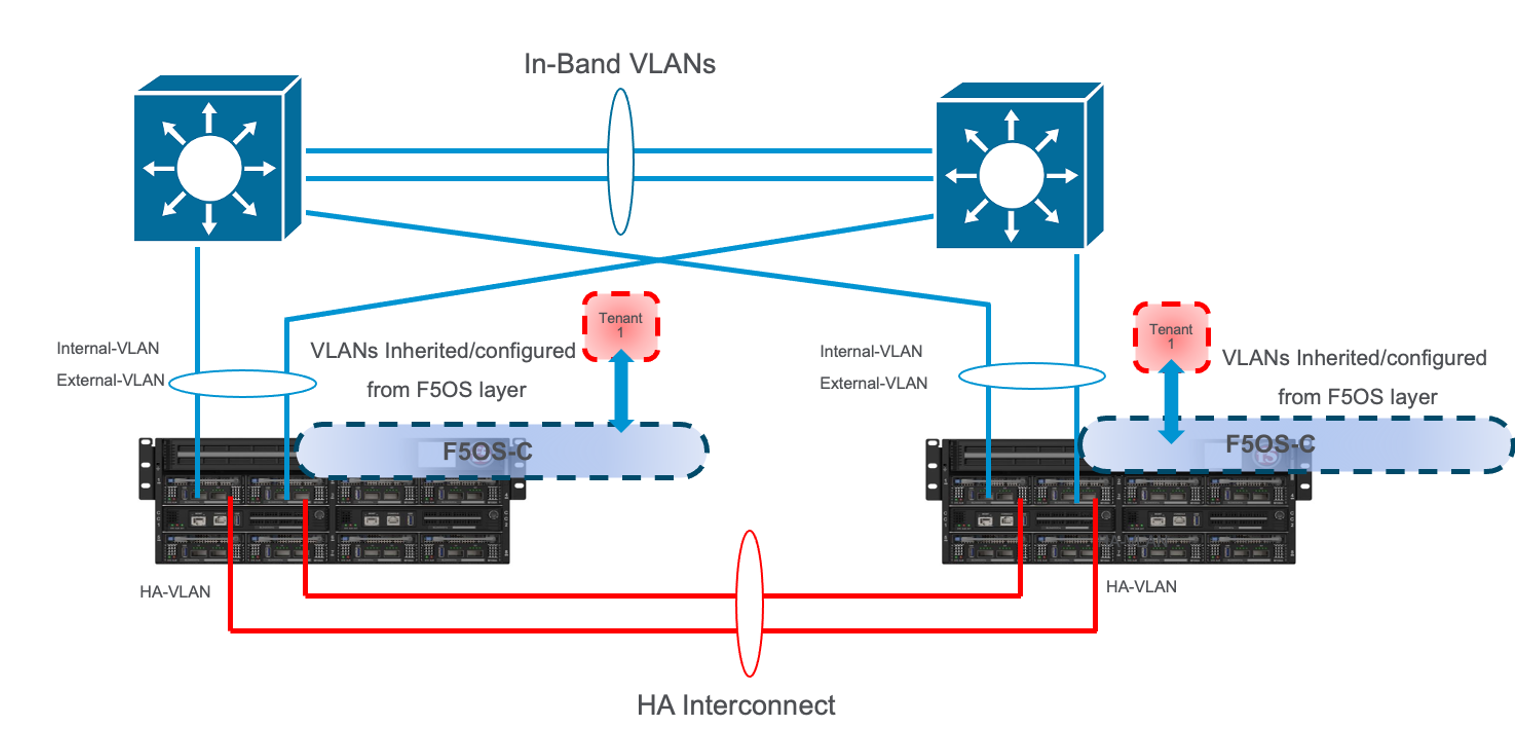 In-Band VLANs
Tenant
1
Tenant
1
Internal-VLAN
External-VLAN
VLANs Inherited/configured
from F5OS layer
Internal-VLAN
External-VLAN
VLANs Inherited/configured
from F5OS layer
F5OS-C
F5OS-C
HA-VLAN
HA-VLAN
HA Interconnect